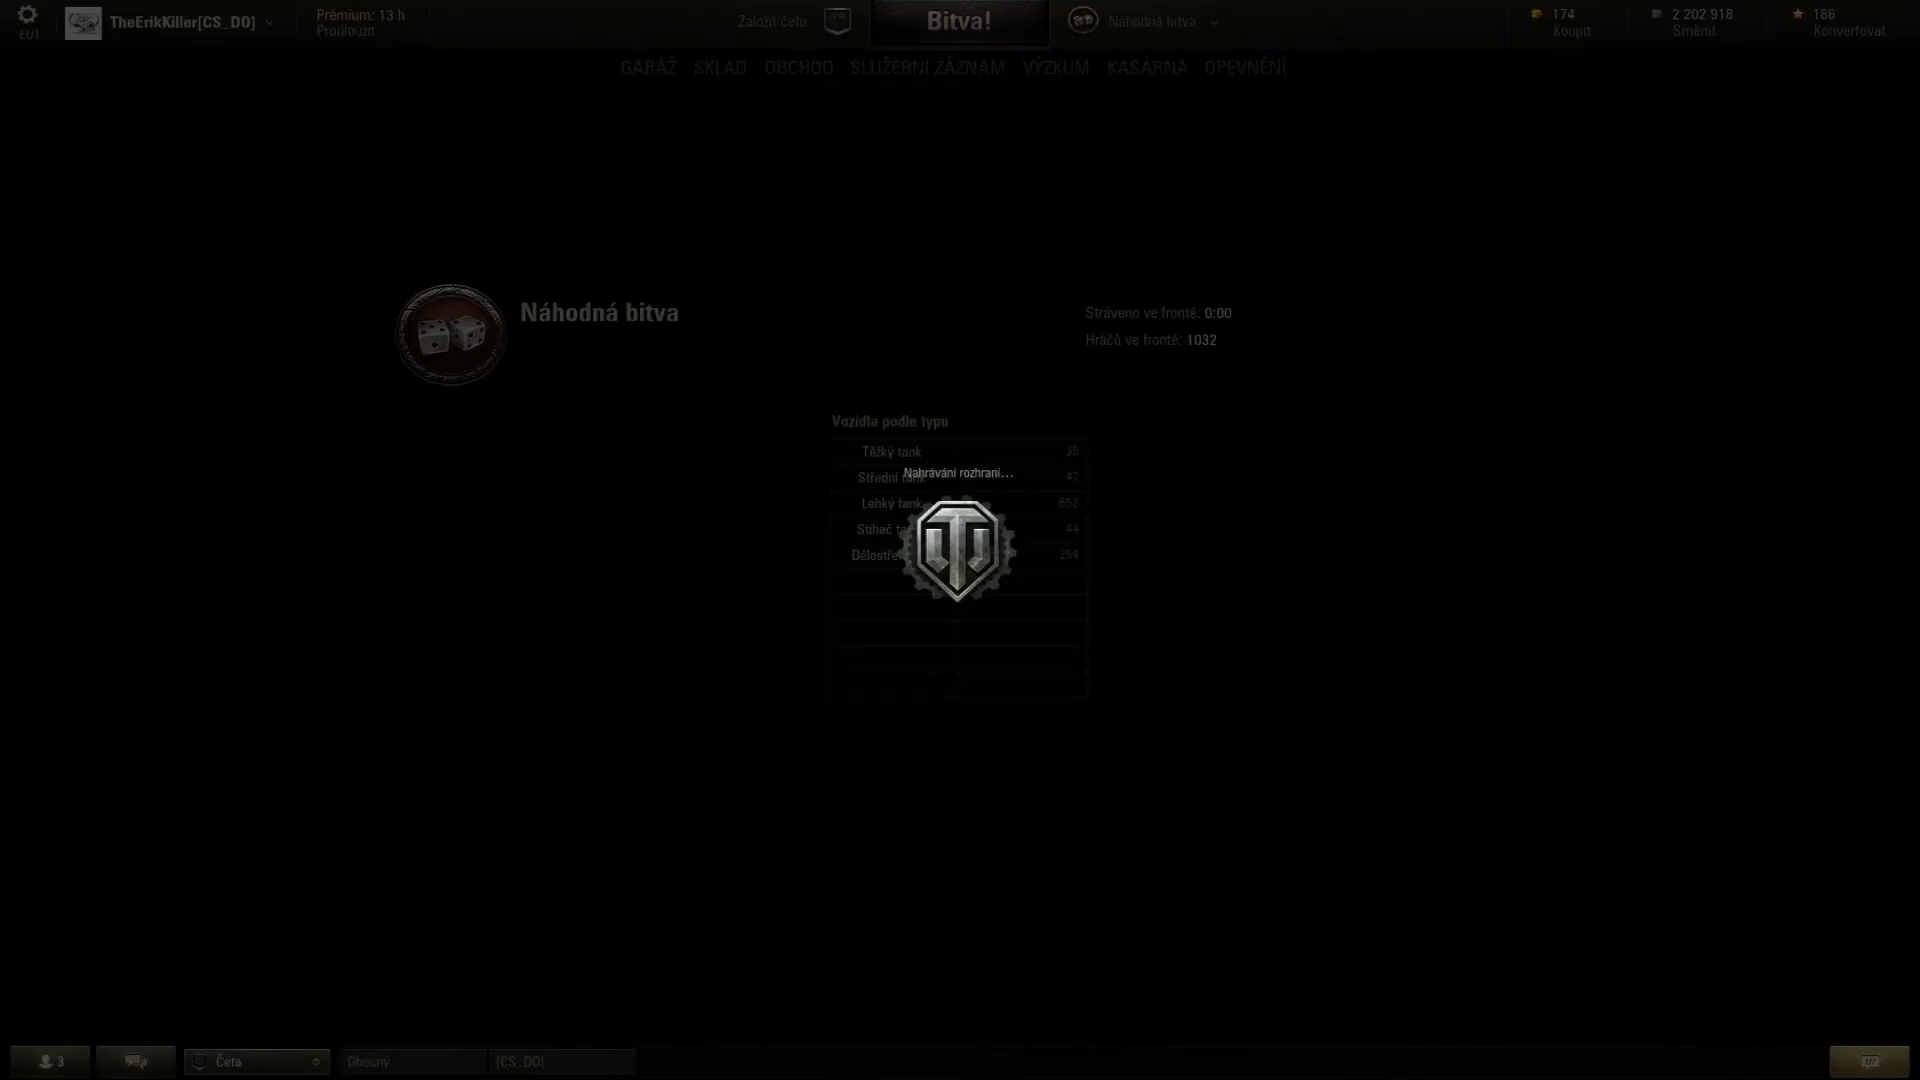 EU1
TheErikKiller[CS_DO]
Prémium: 13 h
Prodloužit
Založit četu
Bitva!
Náhodná bitva
174
Koupit
2 202 918
Směnit
186
Konvertovat
GARÁŽ SKLAD OBCHOD SLUŽEBNÍ ZÁZNAM VÝZKUM KASÁRNA OPEVNĚNÍ
Náhodná bitva
Stráveno ve frontě: 0:00
Hráčů ve frontě: 1032
Vozidla podle typu
Těžký tank 35
Nahrávání rozhraní...
Střední tank 47
Lehký tank 652
Stíhač 44
254
3
Četa
Obecný
[CS_DO]